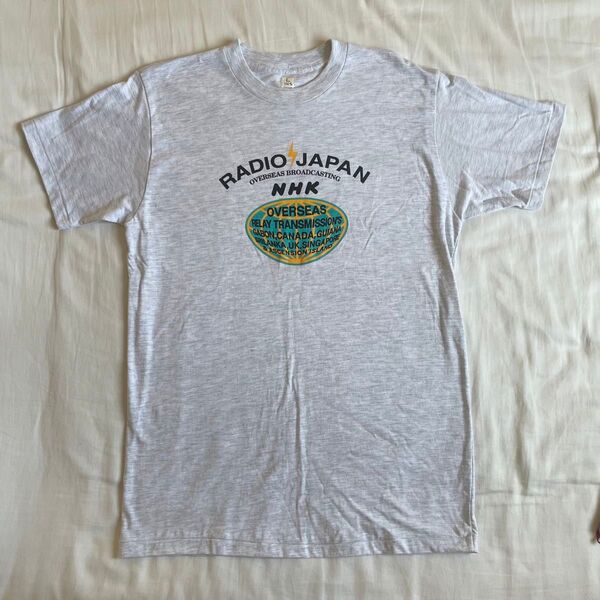 RADIO JAPAN
OVERSEAS BROADCASTING
NHK
OVERSEAS
RELAY TRANSMISSIONS
GABON, CANADA, GUIANA
SRI LANKA, UK, SINGAPORE
& ASCENSION ISLAND